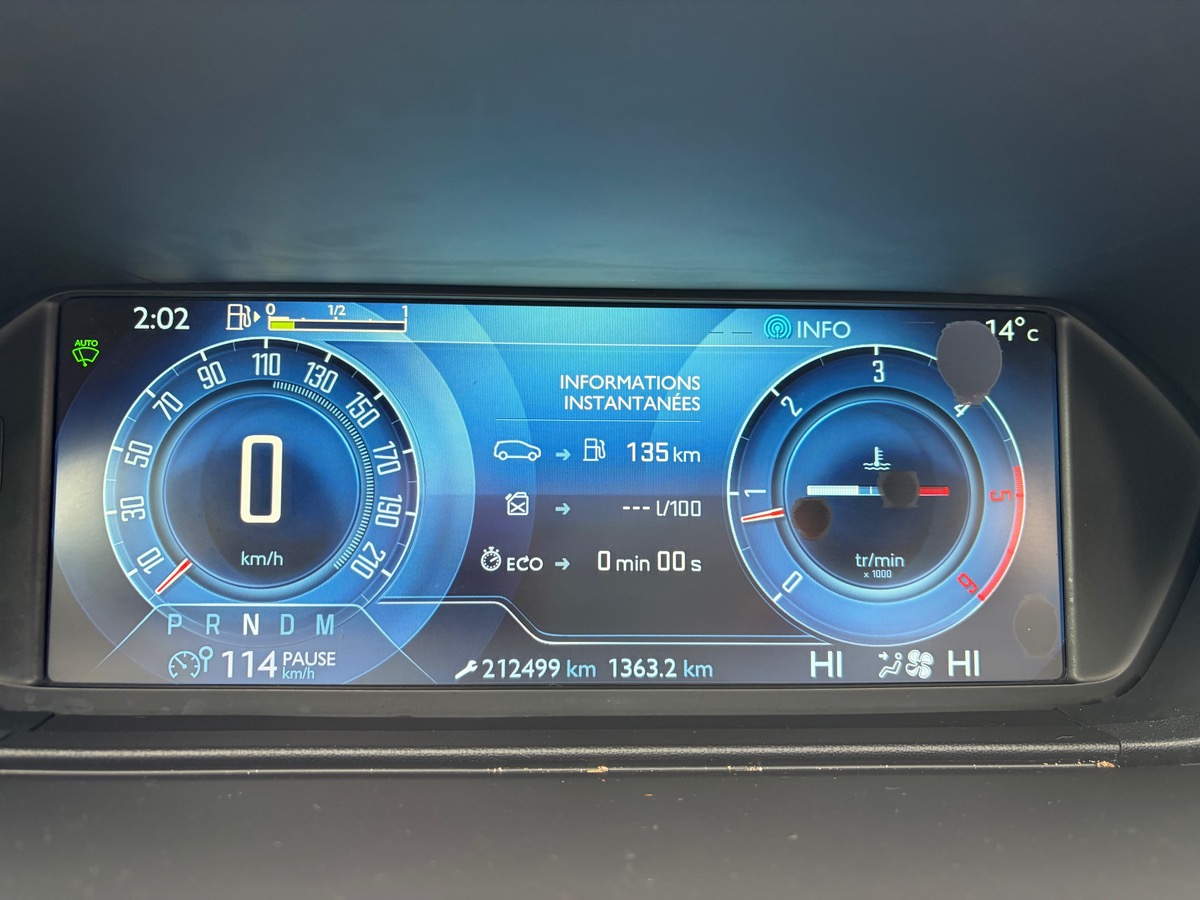 2:02
0 1/2 1
INFO
14°C
AUTO
10 30 50 70 90 110 130 150 170 190 210
0
km/h
INFORMATIONS
INSTANTANÉES
135 km
--- l/100
ECO 0 min 00 s
0 1 2 3 4 5 6
tr/min
x 1000
P R N D M
114 PAUSE
km/h
212499 km 1363.2 km
HI HI